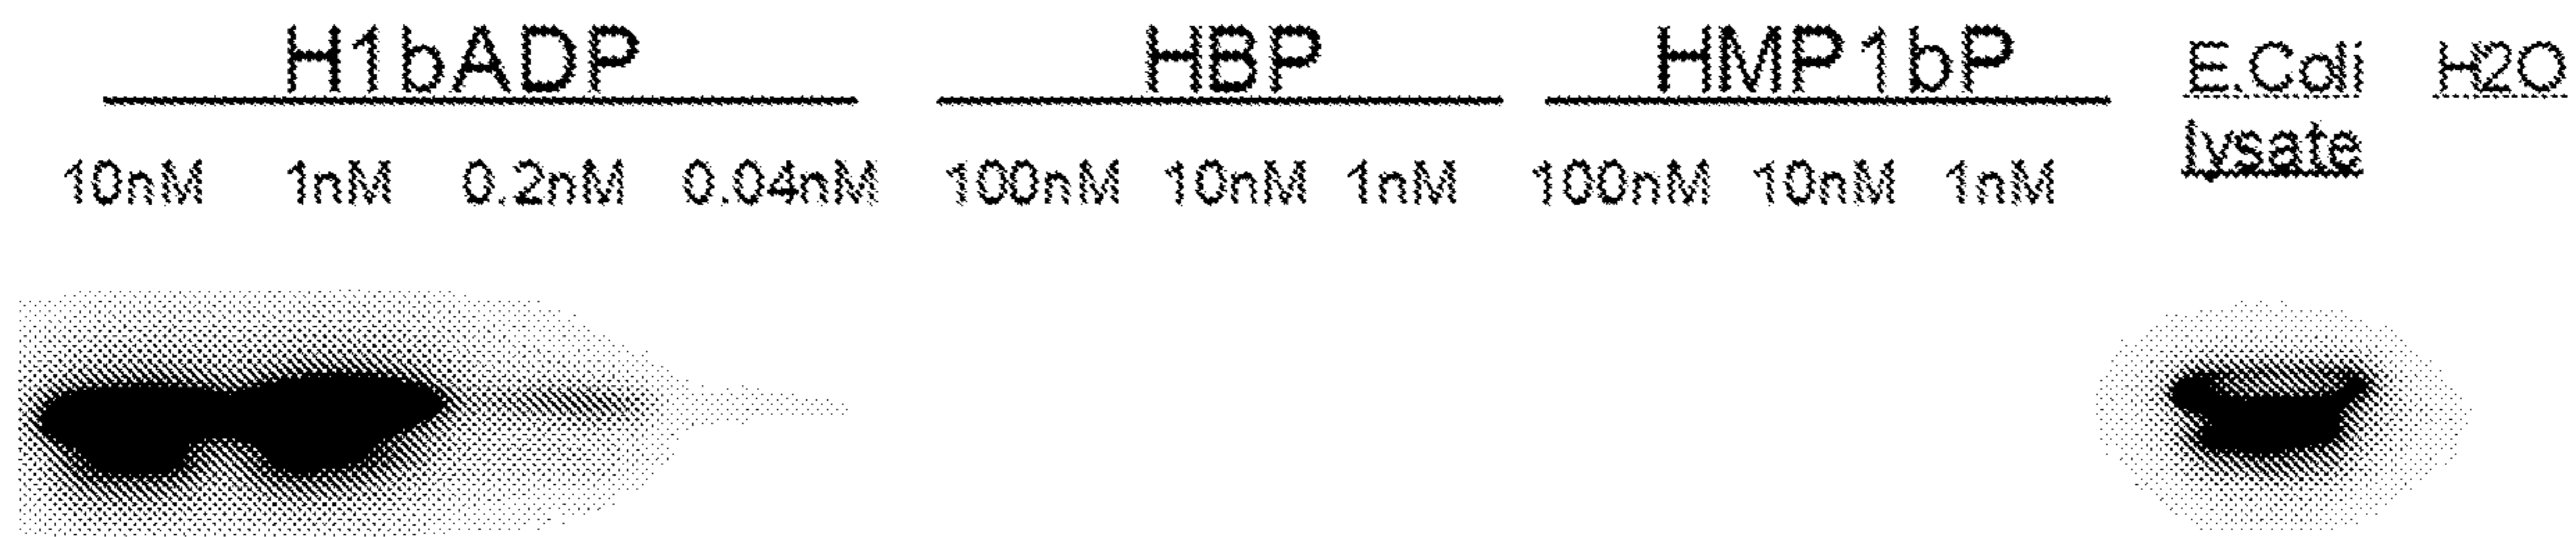 H1bADP HBP HMP1bP E.Coli H2O
lysate
10nM 1nM 0.2nM 0.04nM 100nM 10nM 1nM 100nM 10nM 1nM